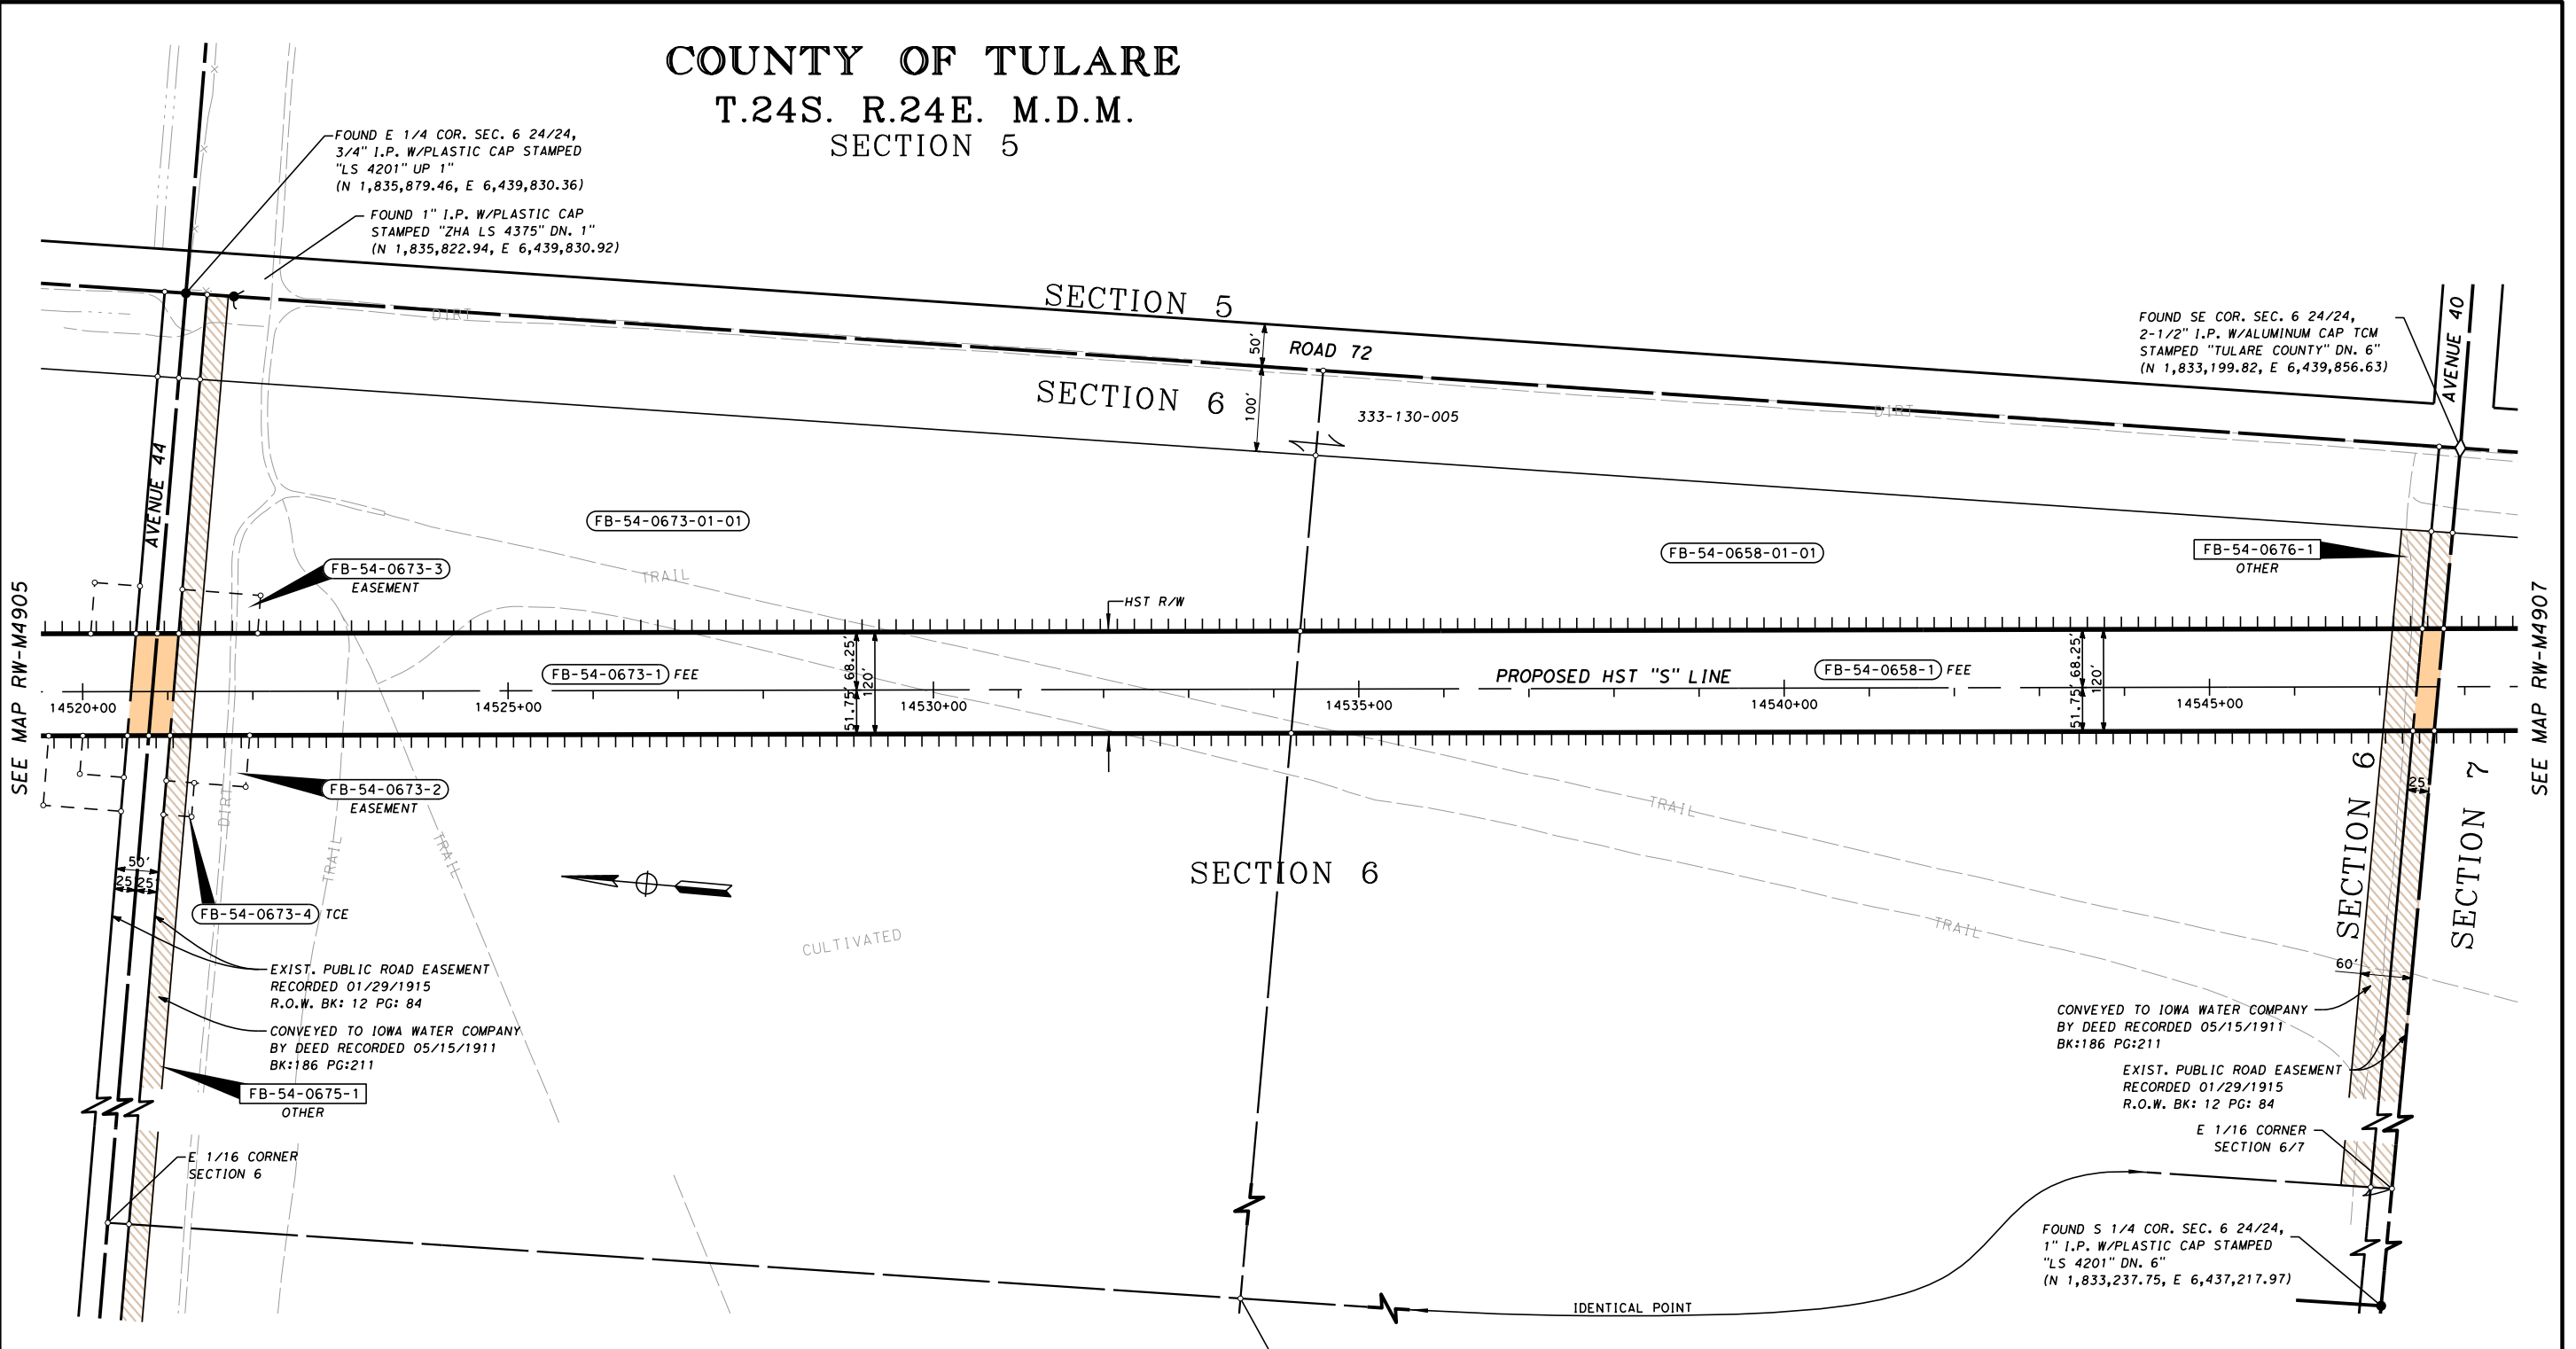 COUNTY OF TULARE
T.24S. R.24E. M.D.M.
SECTION 5
FOUND E 1/4 COR. SEC. 6 24/24,
3/4" I.P. W/PLASTIC CAP STAMPED
"LS 4201" UP 1"
(N 1,835,879.46, E 6,439,830.36)
FOUND 1" I.P. W/PLASTIC CAP
STAMPED "ZHA LS 4375" DN. 1"
(N 1,835,822.94, E 6,439,830.92)
SECTION 5
DIRT
50'
ROAD 72
SECTION 6
100'
333-130-005
DIRT
FOUND SE COR. SEC. 6 24/24,
2-1/2" I.P. W/ALUMINUM CAP TCM
STAMPED "TULARE COUNTY" DN. 6"
(N 1,833,199.82, E 6,439,856.63)
AVENUE 40
AVENUE 44
FB-54-0673-01-01
FB-54-0658-01-01
FB-54-0673-3
EASEMENT
TRAIL
FB-54-0676-1
OTHER
SEE MAP RW-M4905
SEE MAP RW-M4907
HST R/W
FB-54-0673-1 FEE
68.25'
51.75'
120'
PROPOSED HST "S" LINE
FB-54-0658-1 FEE
68.25'
51.75'
120'
14520+00
14525+00
14530+00
14535+00
14540+00
14545+00
FB-54-0673-2
EASEMENT
DIRT
TRAIL
TRAIL
TRAIL
TRAIL
25'
SECTION 6
SECTION 7
50'
25'
25'
SECTION 6
FB-54-0673-4 TCE
CULTIVATED
60'
EXIST. PUBLIC ROAD EASEMENT
RECORDED 01/29/1915
R.O.W. BK: 12 PG: 84
CONVEYED TO IOWA WATER COMPANY
BY DEED RECORDED 05/15/1911
BK:186 PG:211
FB-54-0675-1
OTHER
CONVEYED TO IOWA WATER COMPANY
BY DEED RECORDED 05/15/1911
BK:186 PG:211
EXIST. PUBLIC ROAD EASEMENT
RECORDED 01/29/1915
R.O.W. BK: 12 PG: 84
E 1/16 CORNER
SECTION 6/7
E 1/16 CORNER
SECTION 6
FOUND S 1/4 COR. SEC. 6 24/24,
1" I.P. W/PLASTIC CAP STAMPED
"LS 4201" DN. 6"
(N 1,833,237.75, E 6,437,217.97)
IDENTICAL POINT